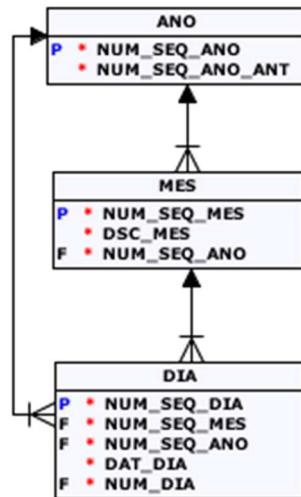 ANO
P * NUM_SEQ_ANO
* NUM_SEQ_ANO_ANT
MES
P * NUM_SEQ_MES
* DSC_MES
F * NUM_SEQ_ANO
DIA
P * NUM_SEQ_DIA
F * NUM_SEQ_MES
F * NUM_SEQ_ANO
* DAT_DIA
F * NUM_DIA